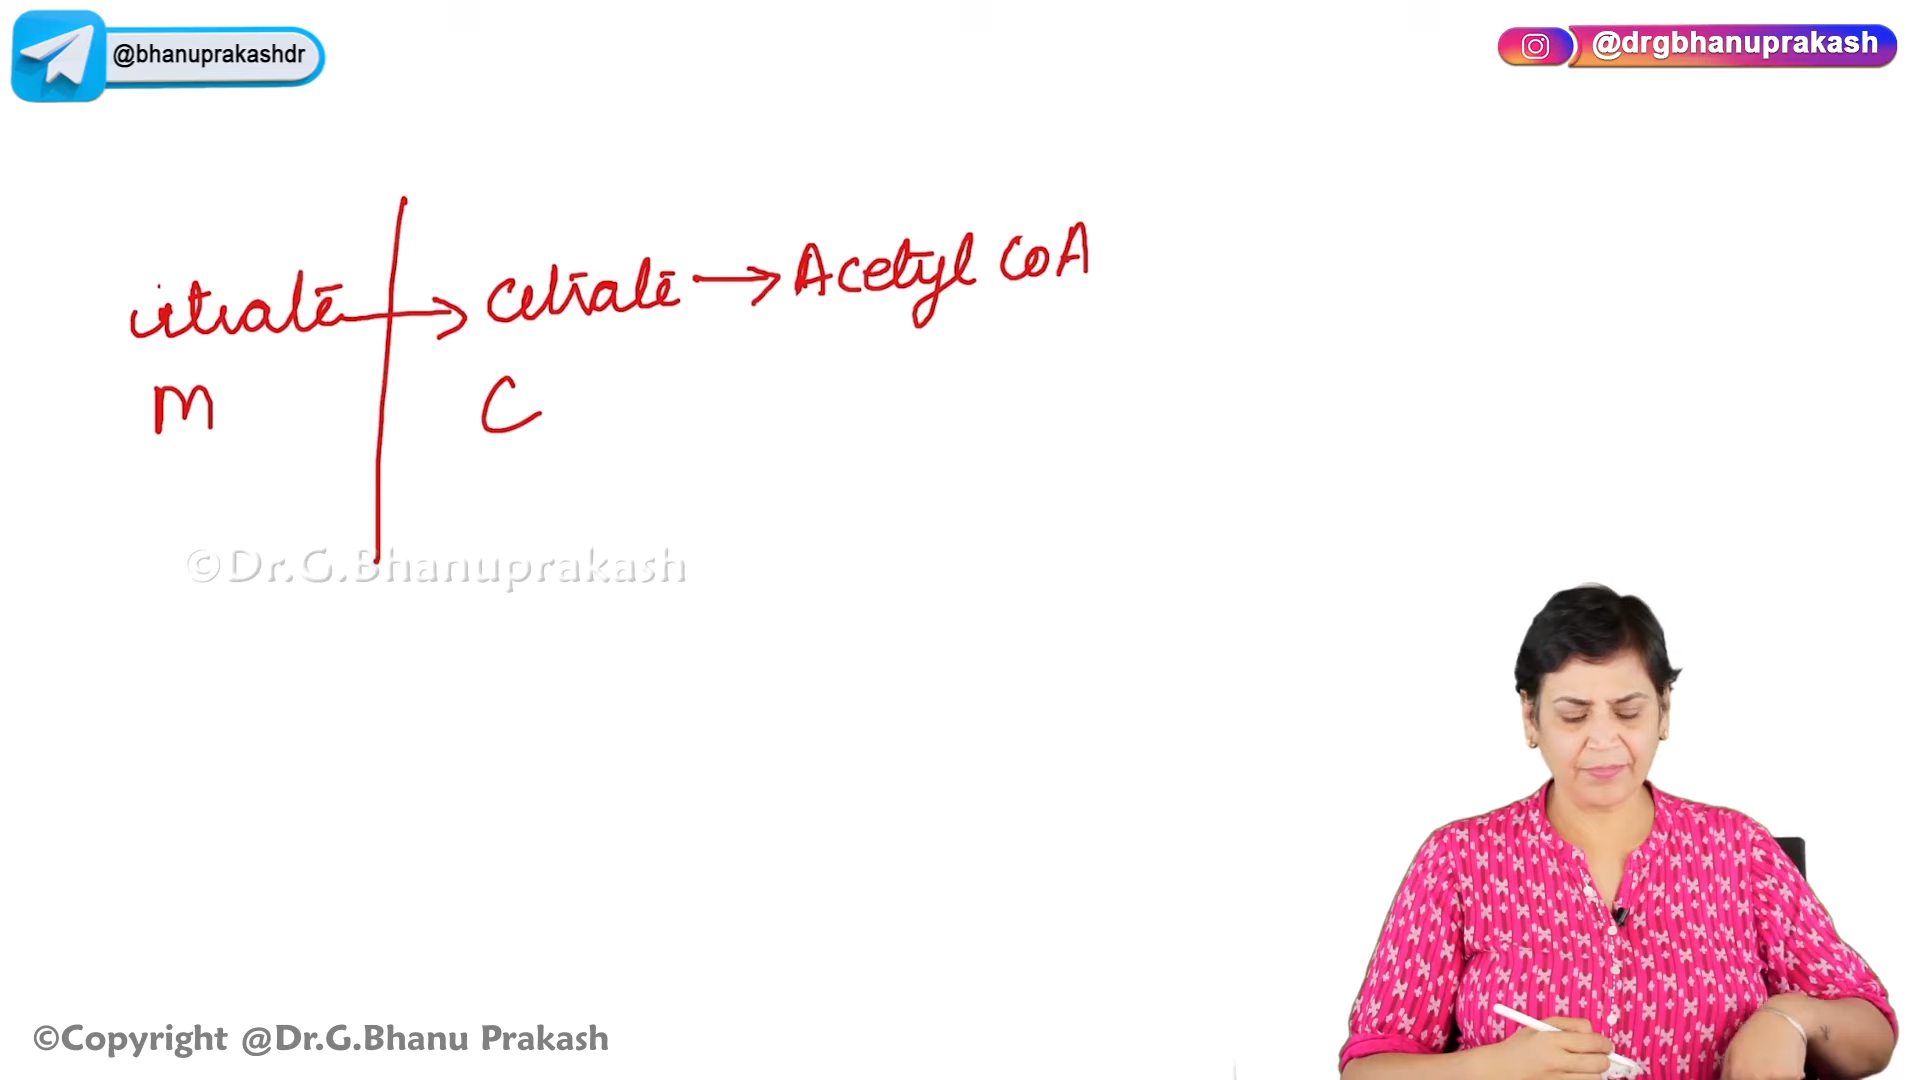 @bhanuprakashdr
@drgbhanuprakash
citrate → Citrate → Acetyl CoA
M C
©Dr.G.Bhanuprakash
©Copyright @Dr.G.Bhanu Prakash